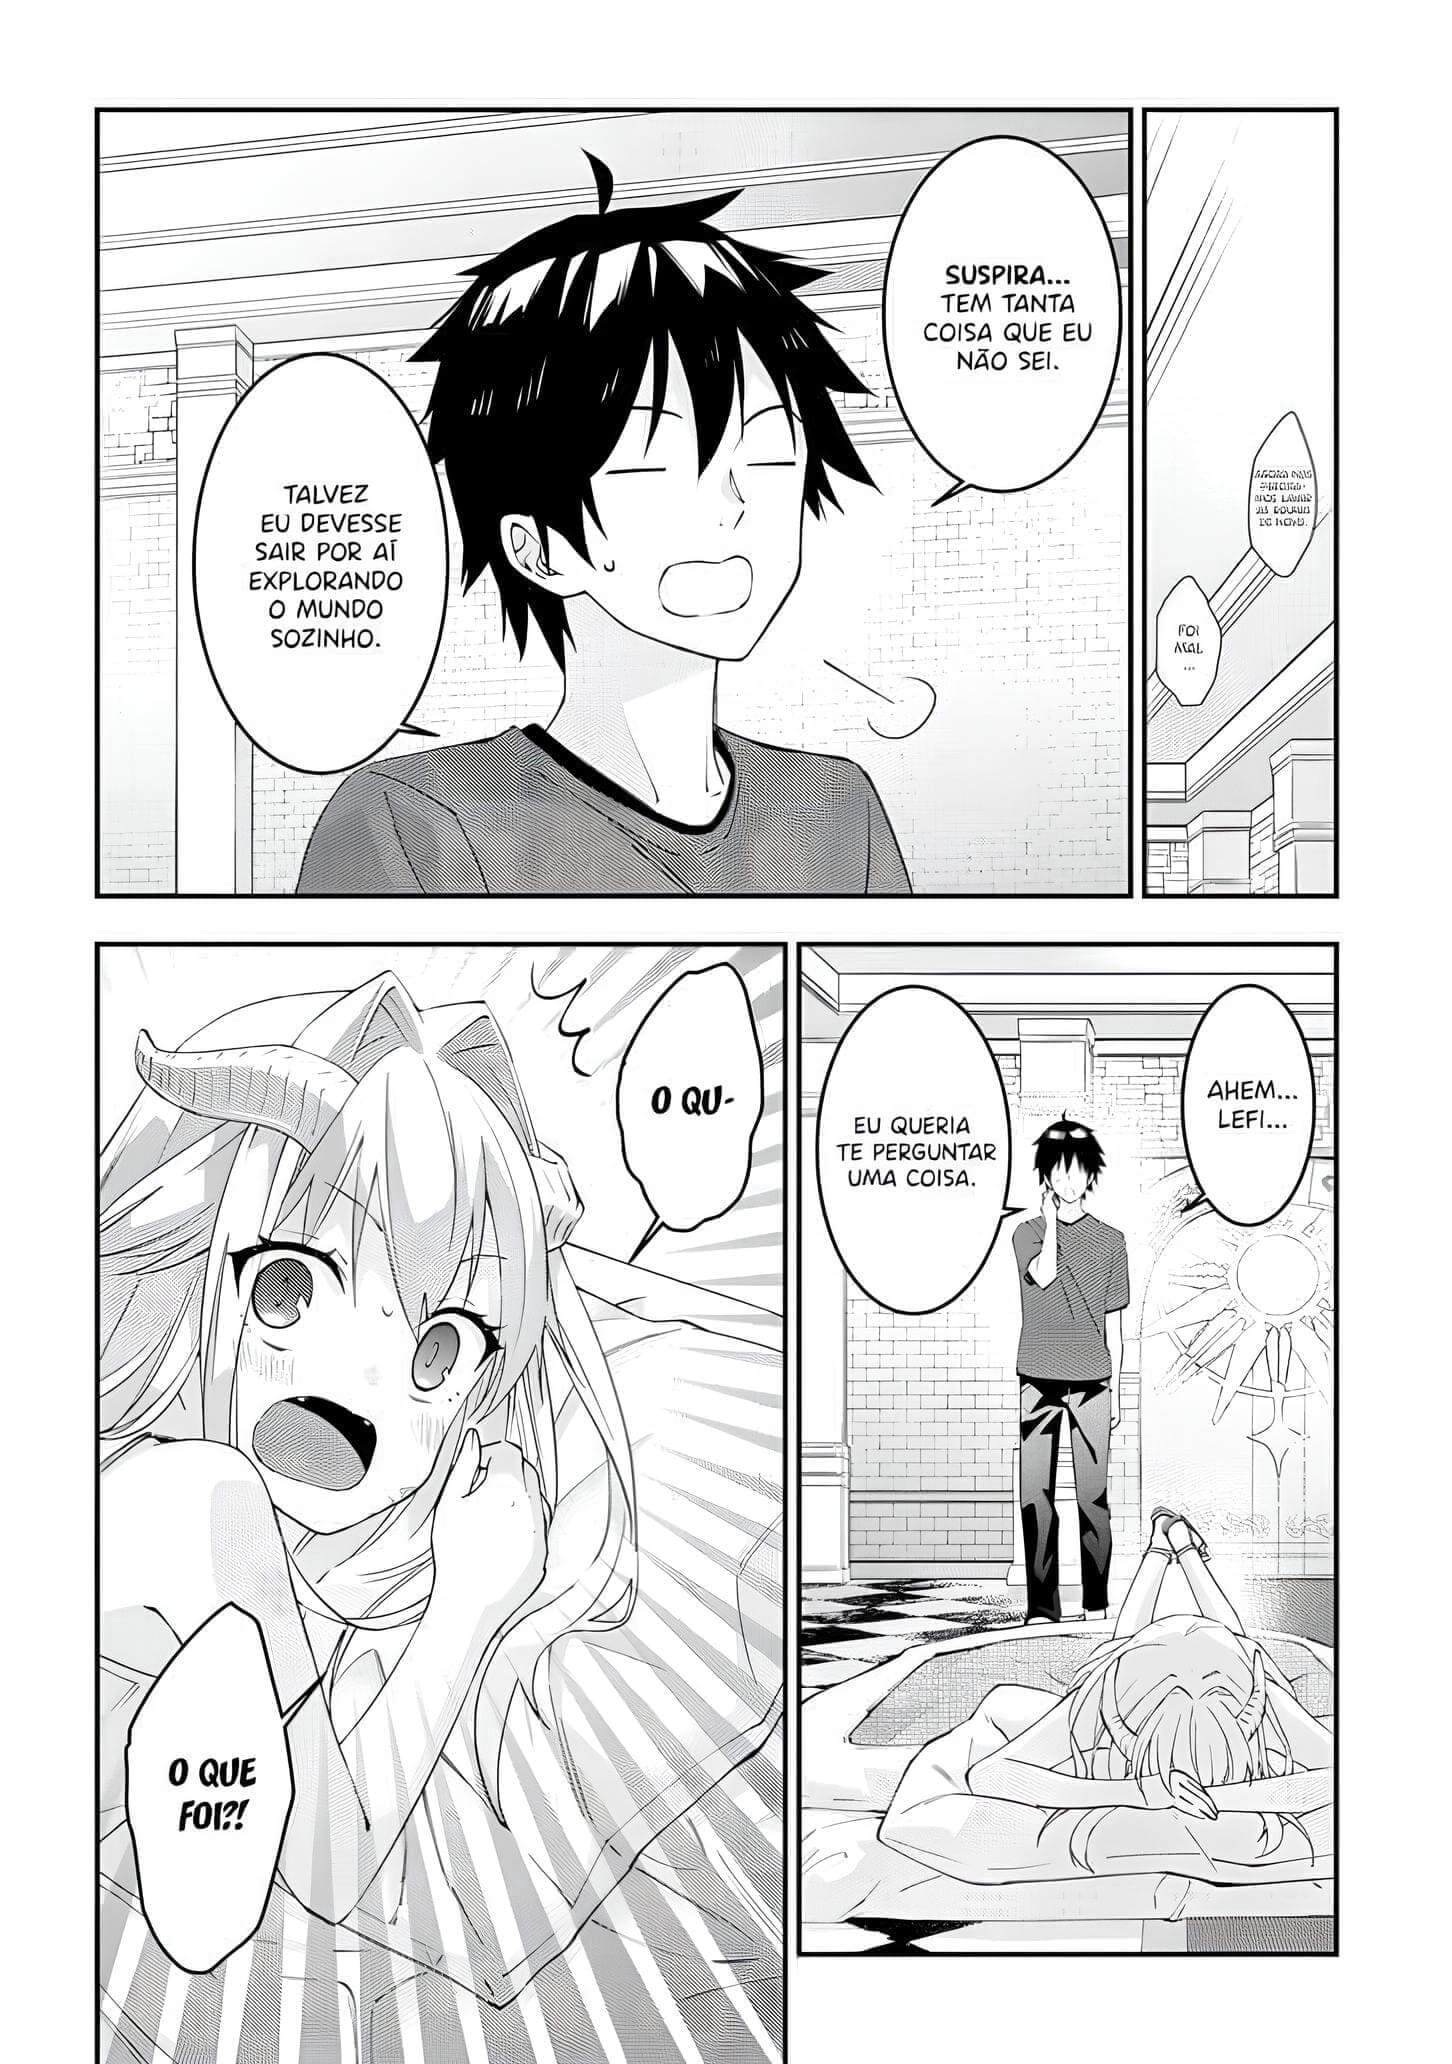 FOI
MAL
...
SUSPIRA...
TEM TANTA
COISA QUE EU
NÃO SEI.
TALVEZ
EU DEVESSE
SAIR POR AÍ
EXPLORANDO
O MUNDO
SOZINHO.
AHEM...
LEFI...
EU QUERIA
TE PERGUNTAR
UMA COISA.
O QU-
O QUE
FOI?!